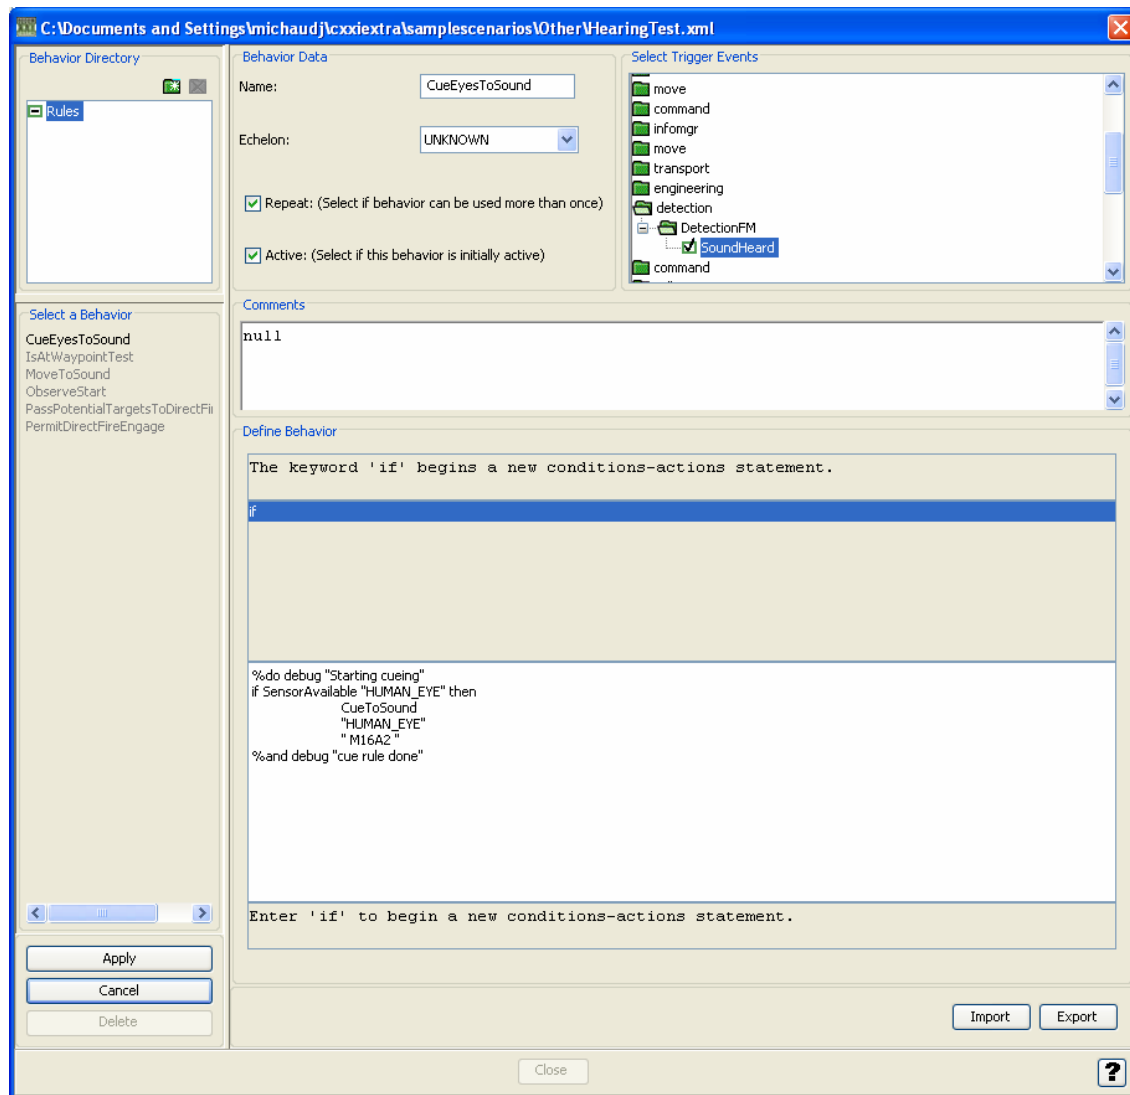 C:\Documents and Settings\michaudj\cxxiextra\samplescenarios\Other\HearingTest.xml
Behavior Directory
Rules
Select a Behavior
CueEyesToSound
IsAtWaypointTest
MoveToSound
ObserveStart
PassPotentialTargetsToDirectFi
PermitDirectFireEngage
Apply
Cancel
Delete
Behavior Data
Name: CueEyesToSound
Echelon: UNKNOWN
Repeat: (Select if behavior can be used more than once)
Active: (Select if this behavior is initially active)
Select Trigger Events
move
command
infomgr
move
transport
engineering
detection
DetectionFM
SoundHeard
command
Comments
null
Define Behavior
The keyword 'if' begins a new conditions-actions statement.
if
%do debug "Starting cueing"
if SensorAvailable "HUMAN_EYE" then
CueToSound
"HUMAN_EYE"
" M16A2 "
%and debug "cue rule done"
Enter 'if' to begin a new conditions-actions statement.
Import Export
Close ?